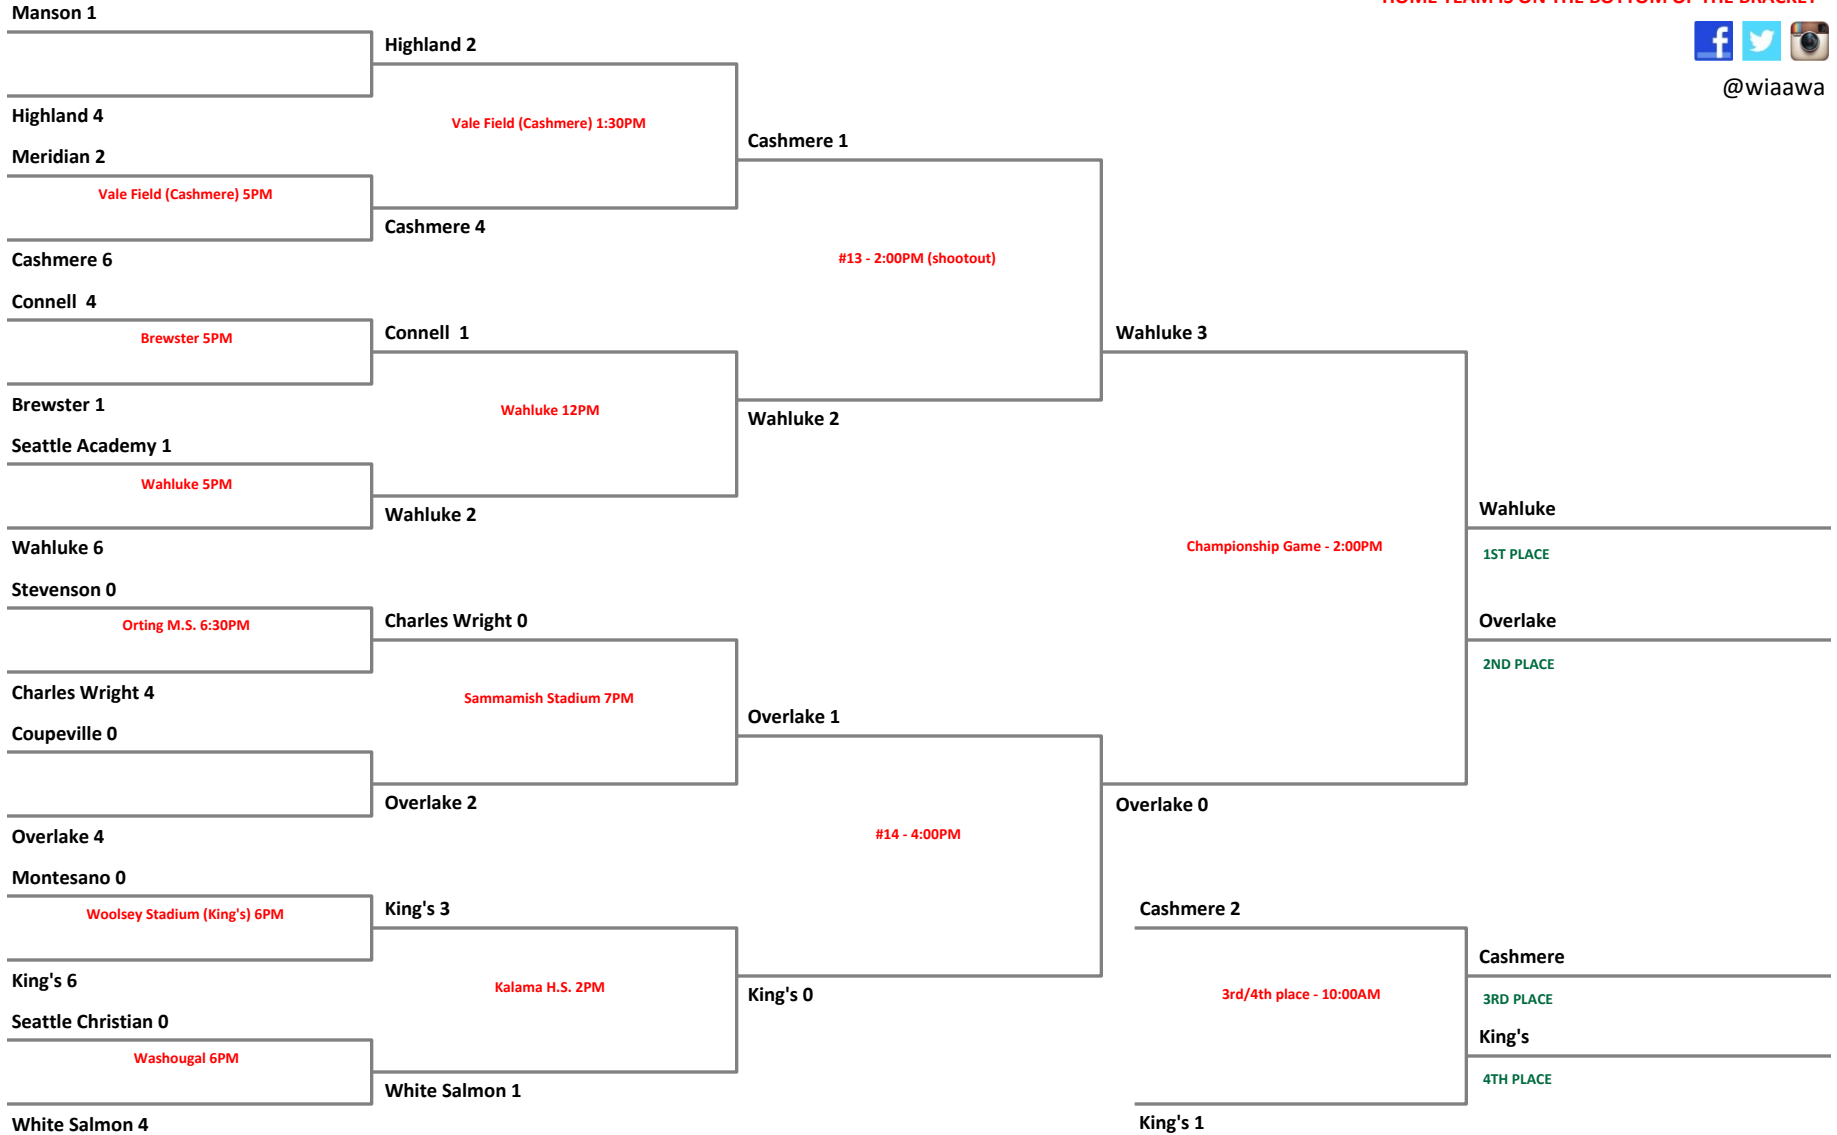 HOME TEAM IS ON THE BOTTOM OF THE BRACKET
@wiaawa
Manson 1
Highland 4
Meridian 2
Vale Field (Cashmere) 5PM
Cashmere 6
Connell 4
Brewster 5PM
Brewster 1
Seattle Academy 1
Wahluke 5PM
Wahluke 6
Stevenson 0
Orting M.S. 6:30PM
Charles Wright 4
Coupeville 0
Overlake 4
Montesano 0
Woolsey Stadium (King's) 6PM
King's 6
Seattle Christian 0
Washougal 6PM
White Salmon 4
Highland 2
Vale Field (Cashmere) 1:30PM
Cashmere 4
Connell 1
Wahluke 12PM
Wahluke 2
Charles Wright 0
Sammamish Stadium 7PM
Overlake 2
King's 3
Kalama H.S. 2PM
White Salmon 1
Cashmere 1
#13 - 2:00PM (shootout)
Wahluke 2
Overlake 1
#14 - 4:00PM
King's 0
Wahluke 3
Championship Game - 2:00PM
Overlake 0
Cashmere 2
3rd/4th place - 10:00AM
King's 1
Wahluke
1ST PLACE
Overlake
2ND PLACE
Cashmere
3RD PLACE
King's
4TH PLACE